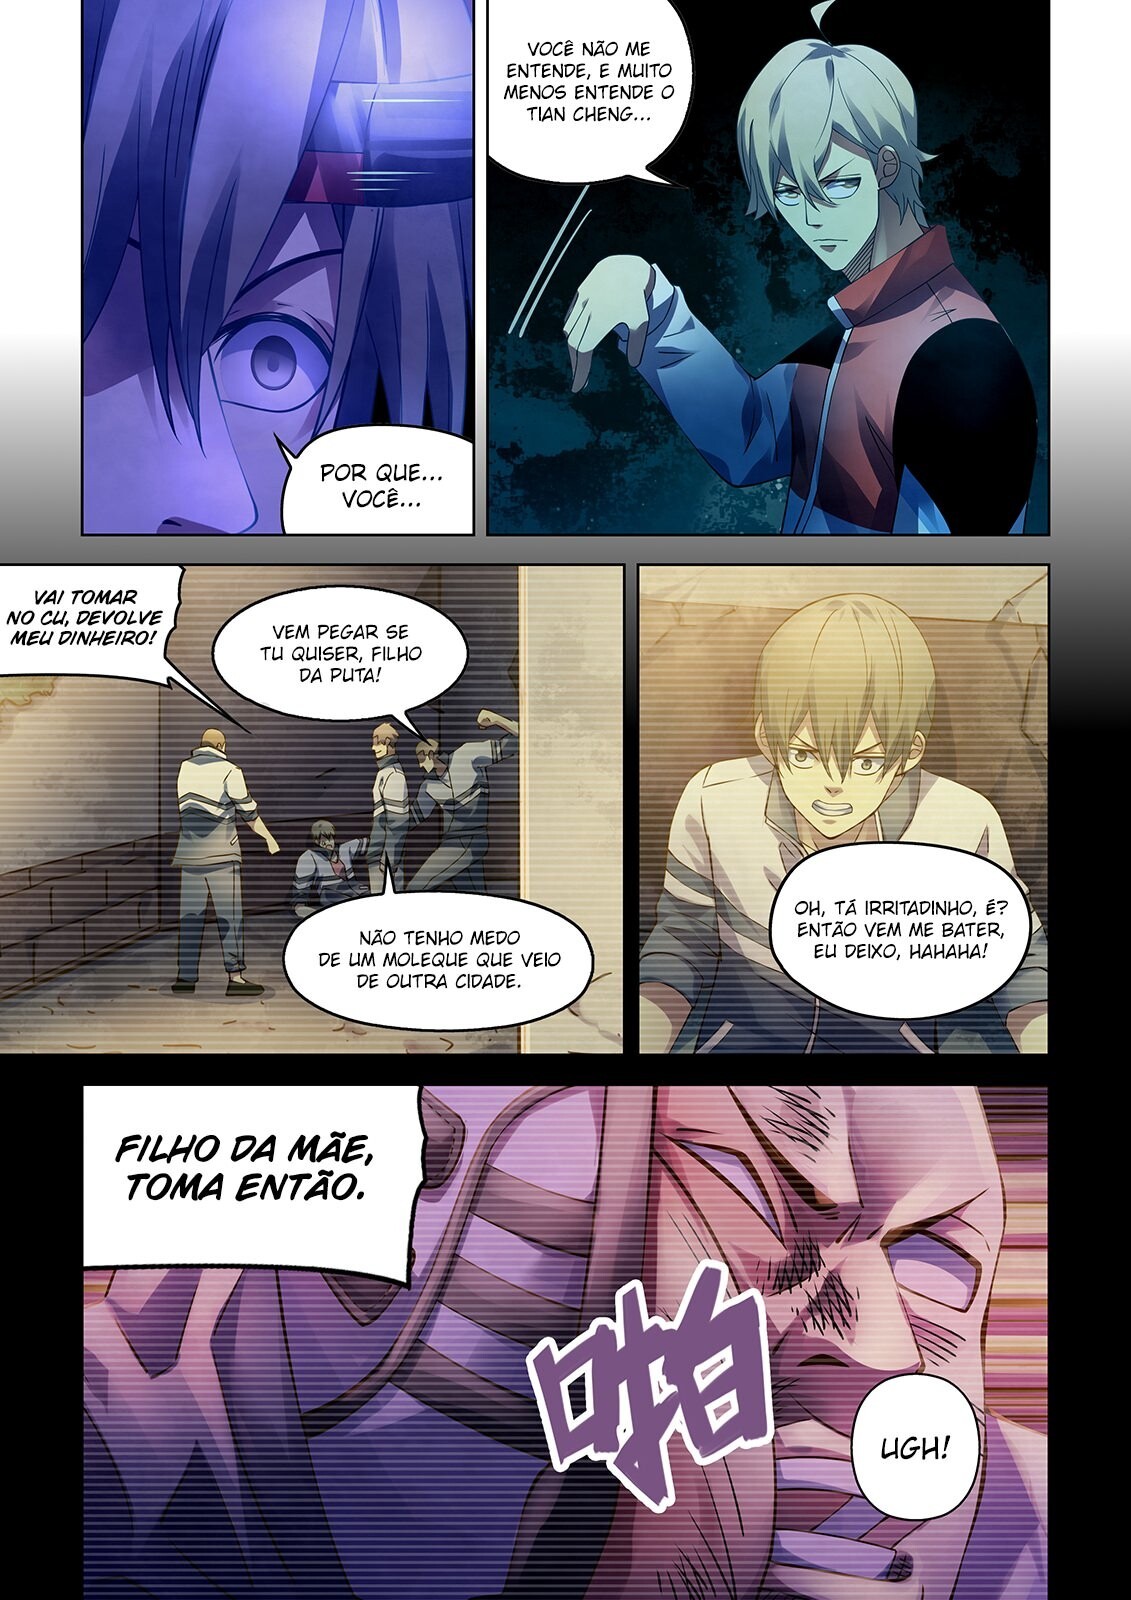 POR QUE...
VOCÊ...
VOCÊ NÃO ME
ENTENDE, E MUITO
MENOS ENTENDE O
TIAN CHENG...
VAI TOMAR
NO CU, DEVOLVE
MEU DINHEIRO!
VEM PEGAR SE
TU QUISER, FILHO
DA PUTA!
NÃO TENHO MEDO
DE UM MOLEQUE QUE VEIO
DE OUTRA CIDADE.
OH, TÁ IRRITADINHO, É?
ENTÃO VEM ME BATER,
EU DEIXO, HAHAHA!
FILHO DA MÃE,
TOMA ENTÃO.
啪
UGH!